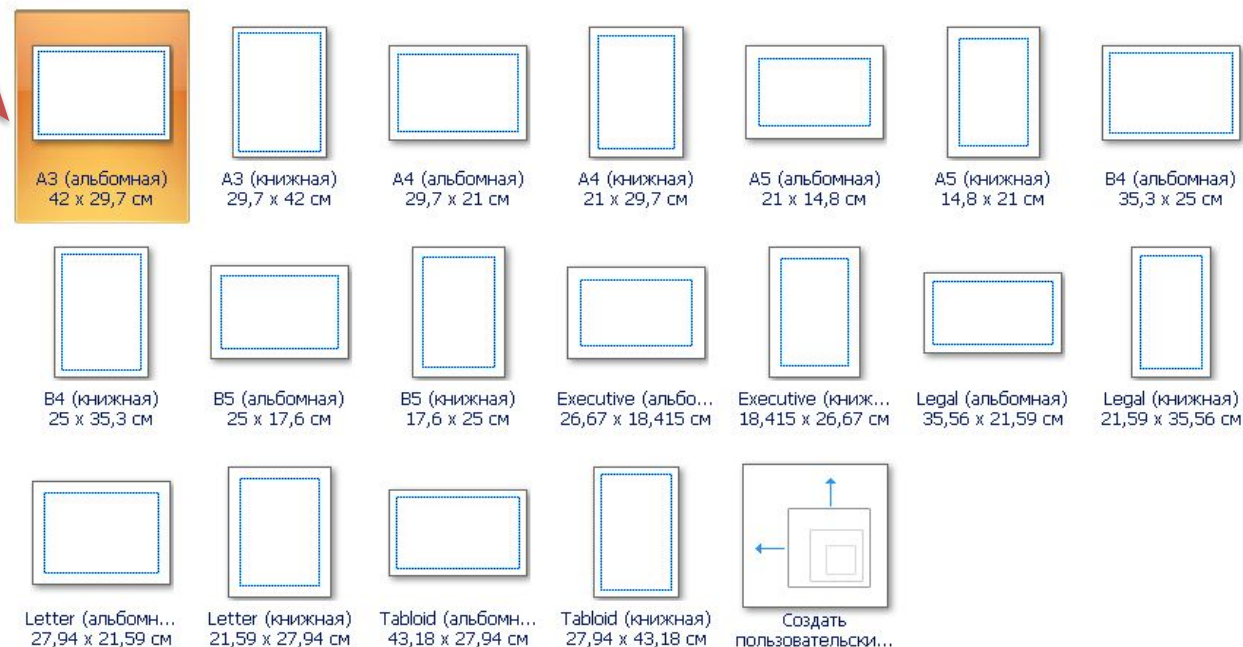 А3 (альбомная)
42 x 29,7 см
А3 (книжная)
29,7 x 42 см
А4 (альбомная)
29,7 x 21 см
А4 (книжная)
21 x 29,7 см
А5 (альбомная)
21 x 14,8 см
А5 (книжная)
14,8 x 21 см
B4 (альбомная)
35,3 x 25 см
B4 (книжная)
25 x 35,3 см
B5 (альбомная)
25 x 17,6 см
B5 (книжная)
17,6 x 25 см
Executive (альбо...
26,67 x 18,415 см
Executive (книж...
18,415 x 26,67 см
Legal (альбомная)
35,56 x 21,59 см
Legal (книжная)
21,59 x 35,56 см
Letter (альбомн...
27,94 x 21,59 см
Letter (книжная)
21,59 x 27,94 см
Tabloid (альбомн...
43,18 x 27,94 см
Tabloid (книжная)
27,94 x 43,18 см
Создать
пользовательски...